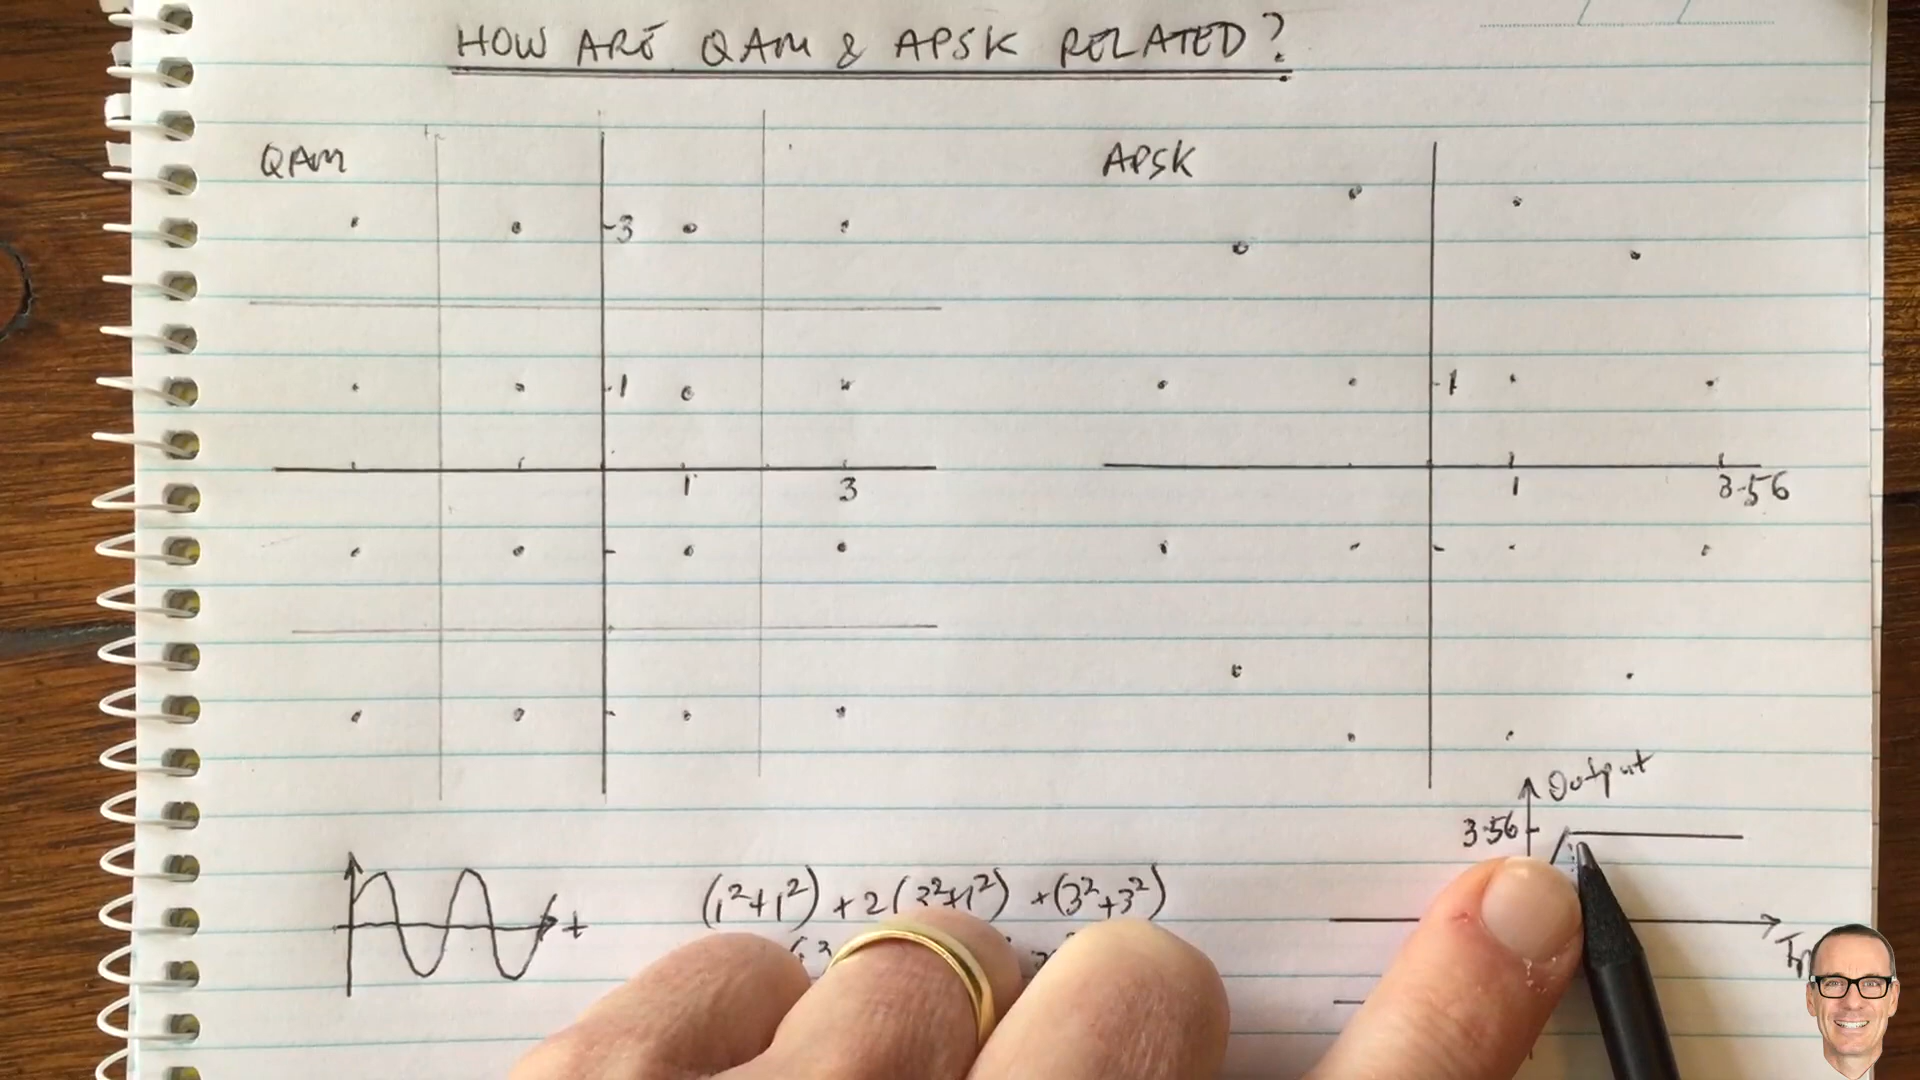 HOW ARE QAM & APSK RELATED?
QAM
APSK
3
1
1
1 3
1 3.56
Output
3.56
(1²+1²) + 2(3²+1²) + (3²+3²)
t